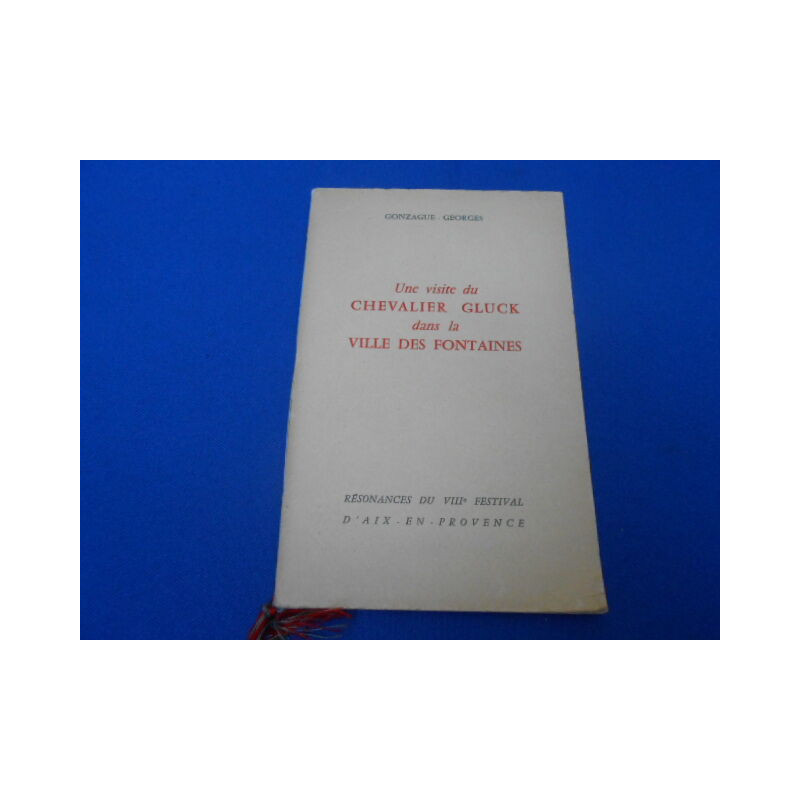 GONZAGUE - GEORGES
Une visite du
CHEVALIER GLUCK
dans la
VILLE DES FONTAINES
RÉSONANCES DU VIIIe FESTIVAL
D'AIX-EN-PROVENCE